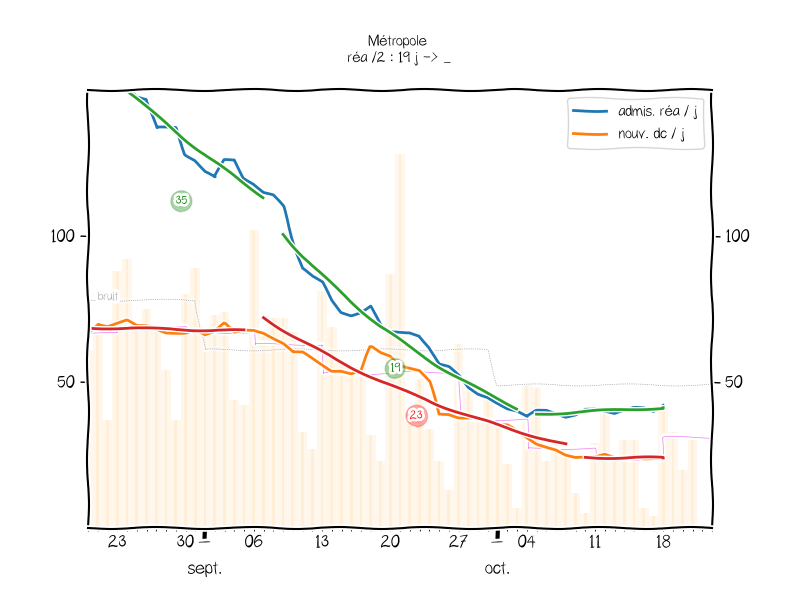 Métropole
réa /2 : 19 j -> _
admis. réa / j
nouv. dc / j
35
100
100
bruit
19
50
50
23
23
30
06
13
20
27
04
11
18
sept.
oct.